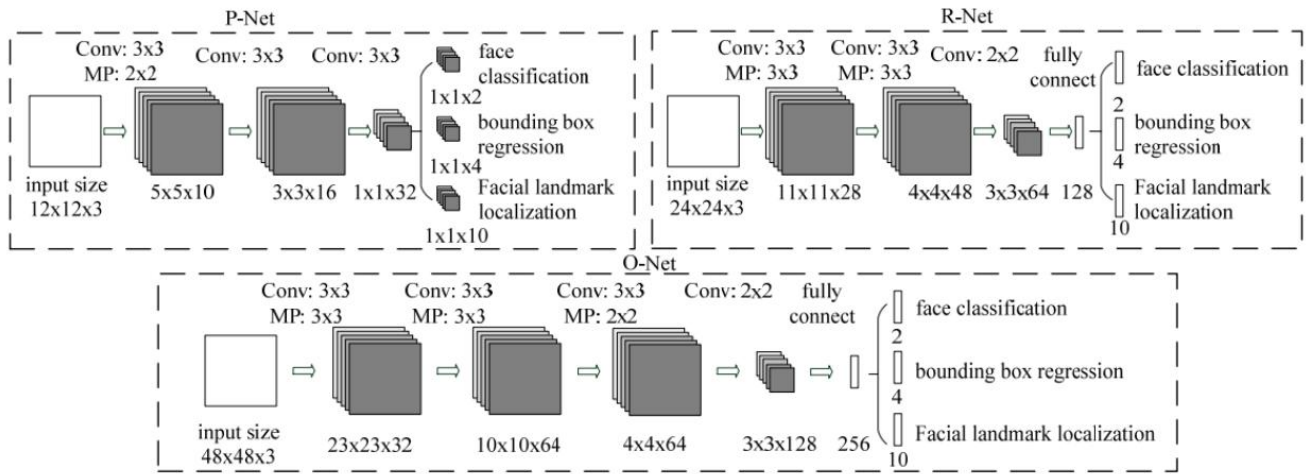 P-Net
Conv: 3x3
MP: 2x2
Conv: 3x3
Conv: 3x3
face
classification
1x1x2
bounding box
regression
1x1x4
Facial landmark
localization
1x1x10
input size
12x12x3
5x5x10
3x3x16
1x1x32
R-Net
Conv: 3x3
MP: 3x3
Conv: 3x3
MP: 3x3
Conv: 2x2
fully
connect
face classification
2
bounding box
regression
4
Facial landmark
localization
10
input size
24x24x3
11x11x28
4x4x48
3x3x64
128
O-Net
Conv: 3x3
MP: 3x3
Conv: 3x3
MP: 3x3
Conv: 3x3
MP: 2x2
Conv: 2x2
fully
connect
face classification
2
bounding box regression
4
Facial landmark localization
10
input size
48x48x3
23x23x32
10x10x64
4x4x64
3x3x128
256